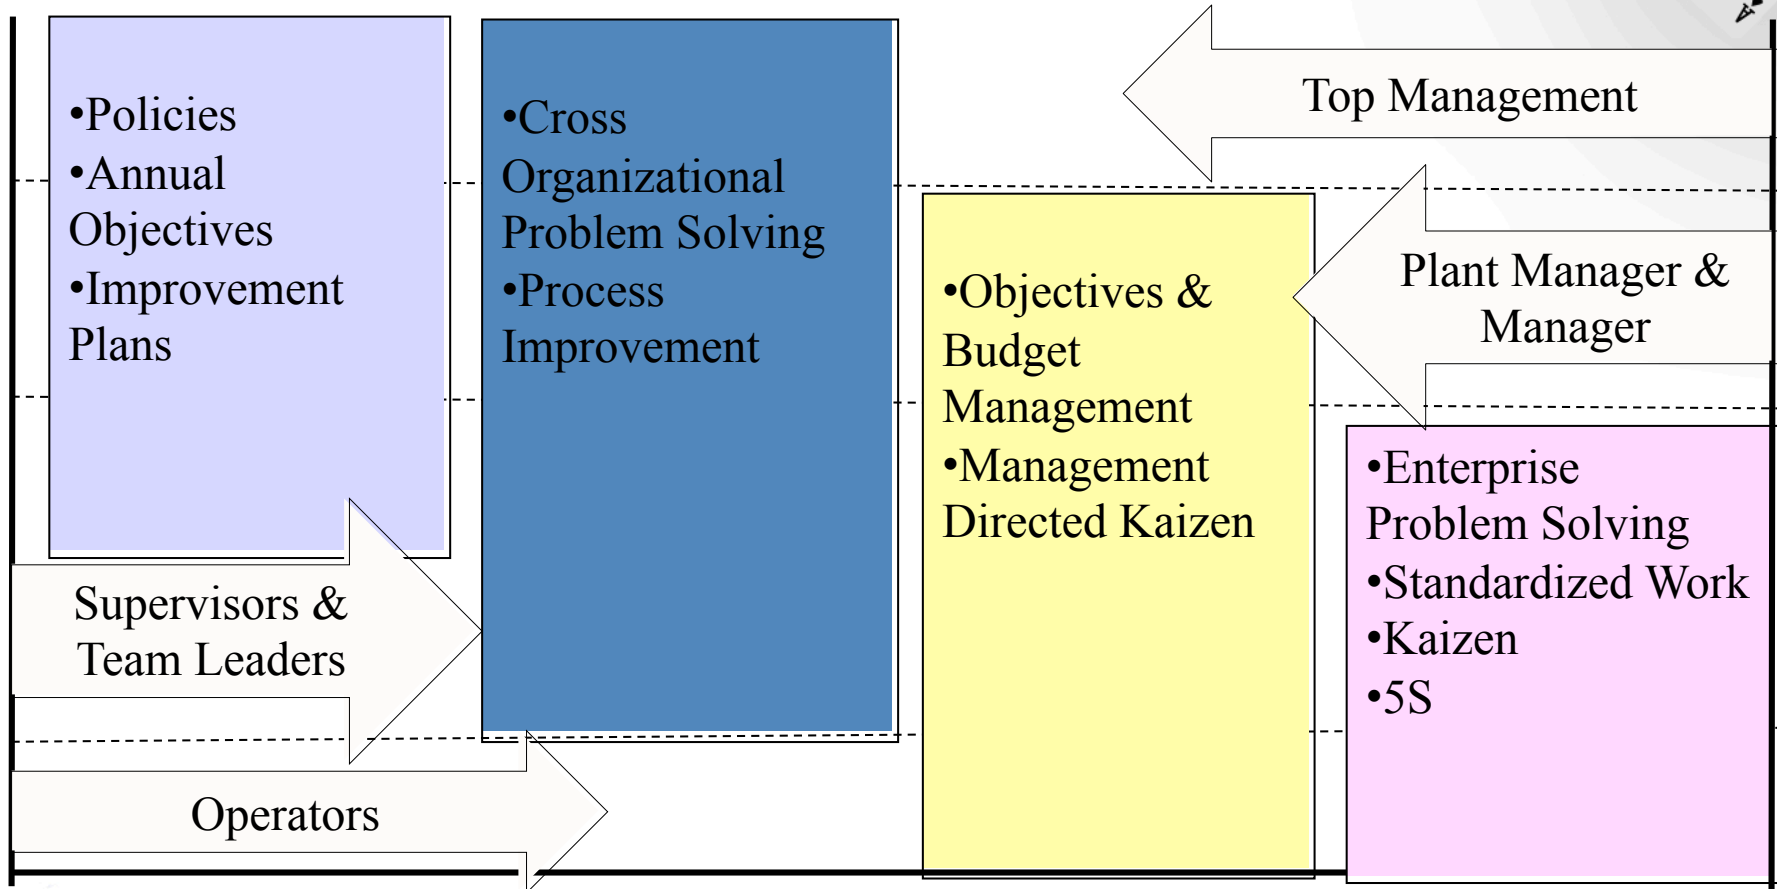 •Policies
•Annual
Objectives
•Improvement
Plans
•Cross
Organizational
Problem Solving
•Process
Improvement
Top Management
Plant Manager &
Manager
•Objectives &
Budget
Management
•Management
Directed Kaizen
•Enterprise
Problem Solving
•Standardized Work
•Kaizen
•5S
Supervisors &
Team Leaders
Operators